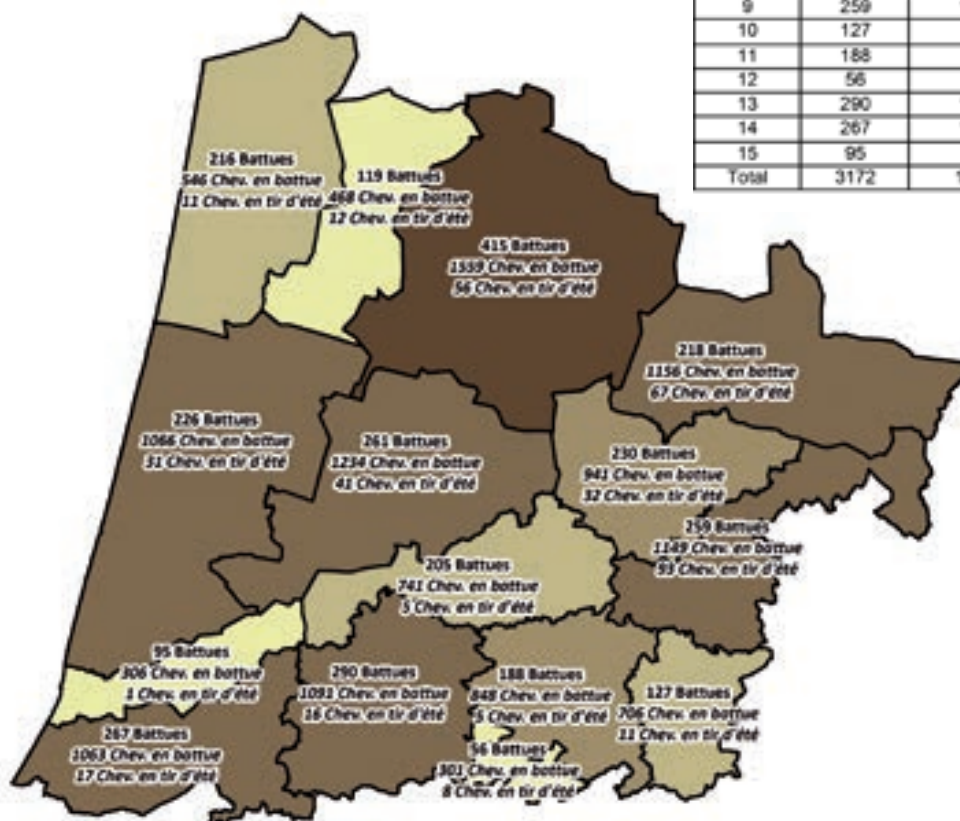 9 259
10 127
11 188
12 56
13 290
14 267
15 95
Total 3172 1
216 Battues
546 Chev. en battue
11 Chev. en tir d'été
119 Battues
468 Chev. en battue
12 Chev. en tir d'été
415 Battues
1559 Chev. en battue
56 Chev. en tir d'été
218 Battues
1156 Chev. en battue
67 Chev. en tir d'été
226 Battues
1066 Chev. en battue
31 Chev. en tir d'été
261 Battues
1234 Chev. en battue
41 Chev. en tir d'été
230 Battues
941 Chev. en battue
32 Chev. en tir d'été
259 Battues
1149 Chev. en battue
93 Chev. en tir d'été
205 Battues
741 Chev. en battue
5 Chev. en tir d'été
95 Battues
306 Chev. en battue
1 Chev. en tir d'été
290 Battues
1091 Chev. en battue
16 Chev. en tir d'été
188 Battues
848 Chev. en battue
5 Chev. en tir d'été
127 Battues
706 Chev. en battue
11 Chev. en tir d'été
267 Battues
1063 Chev. en battue
17 Chev. en tir d'été
56 Battues
301 Chev. en battue
8 Chev. en tir d'été